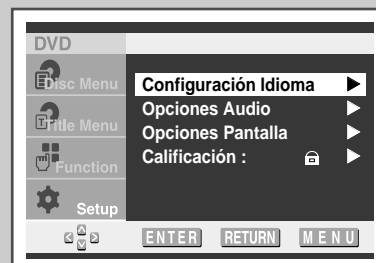 DVD
Disc Menu
Title Menu
Function
Setup
Configuración Idioma
Opciones Audio
Opciones Pantalla
Calificación :
ENTER RETURN MENU